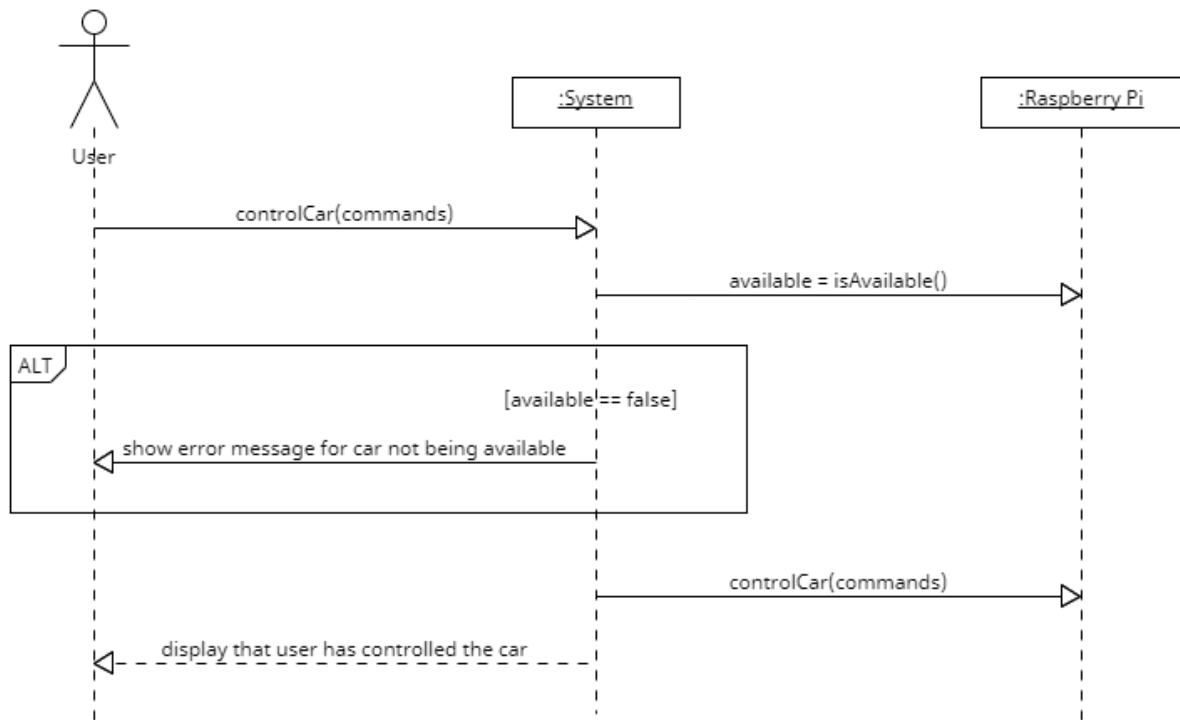 :System
:Raspberry Pi
User
controlCar(commands)
available = isAvailable()
ALT
[available == false]
show error message for car not being available
controlCar(commands)
display that user has controlled the car